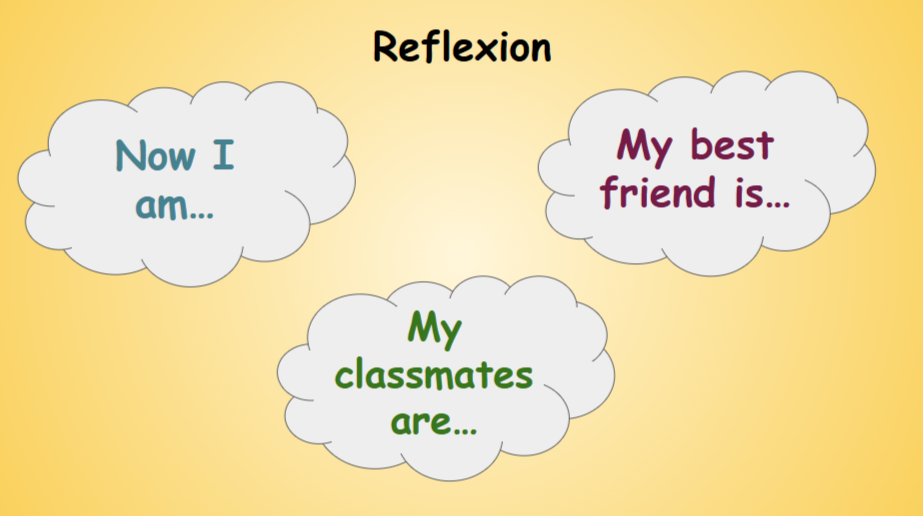 Reflexion
Now I
am...
My best
friend is...
My
classmates
are...